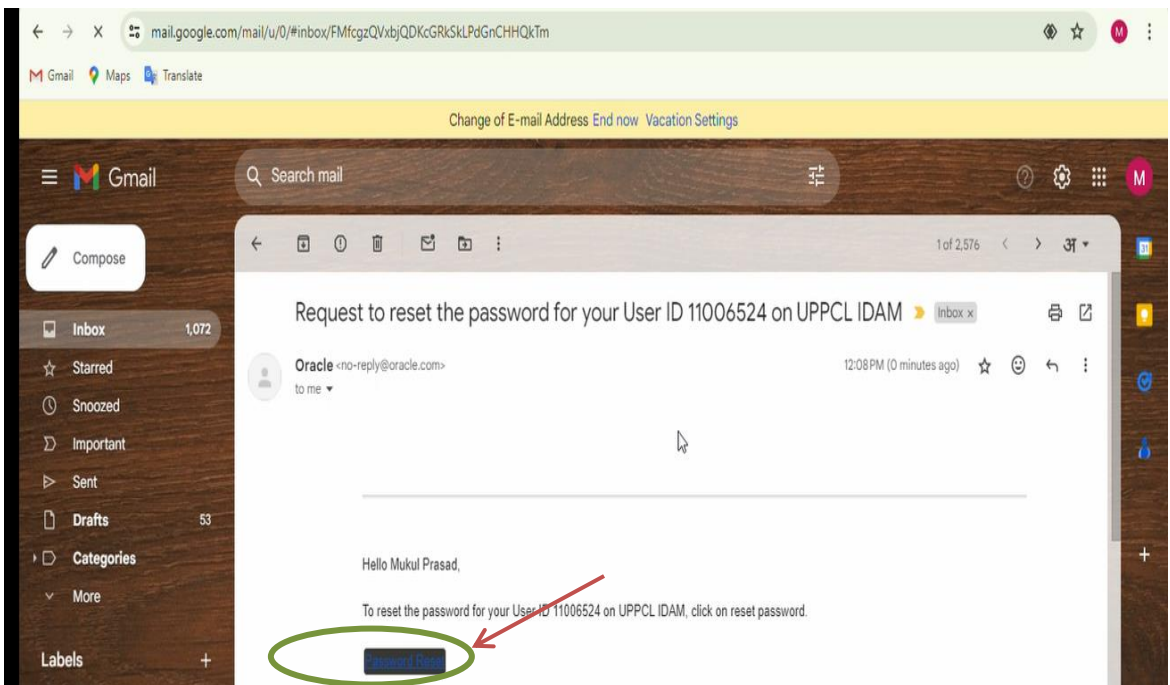 mail.google.com/mail/u/0/#inbox/FMfcgzQVxbjQDKcGRkSkLPdGnCHHQkTm
M
M Gmail Maps Translate
Change of E-mail Address End now Vacation Settings
Gmail
Search mail
M
Compose
1 of 2,576
अ
31
Request to reset the password for your User ID 11006524 on UPPCL IDAM
Inbox x
Inbox 1,072
Oracle <no-reply@oracle.com>
12:08 PM (0 minutes ago)
to me
Starred
Snoozed
Important
Sent
Drafts 53
Categories
More
Hello Mukul Prasad,
To reset the password for your User ID 11006524 on UPPCL IDAM, click on reset password.
Password Reset
Labels +